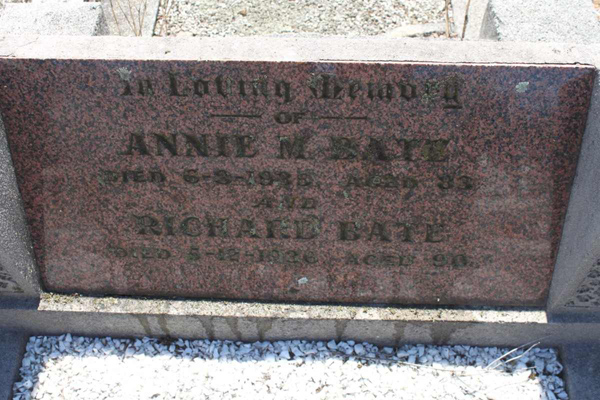 In Loving Memory
OF
ANNIE M. BATE
DIED 6-8-1935. AGED 83
AND
RICHARD BATE
DIED 5-12-1936 AGED 90.